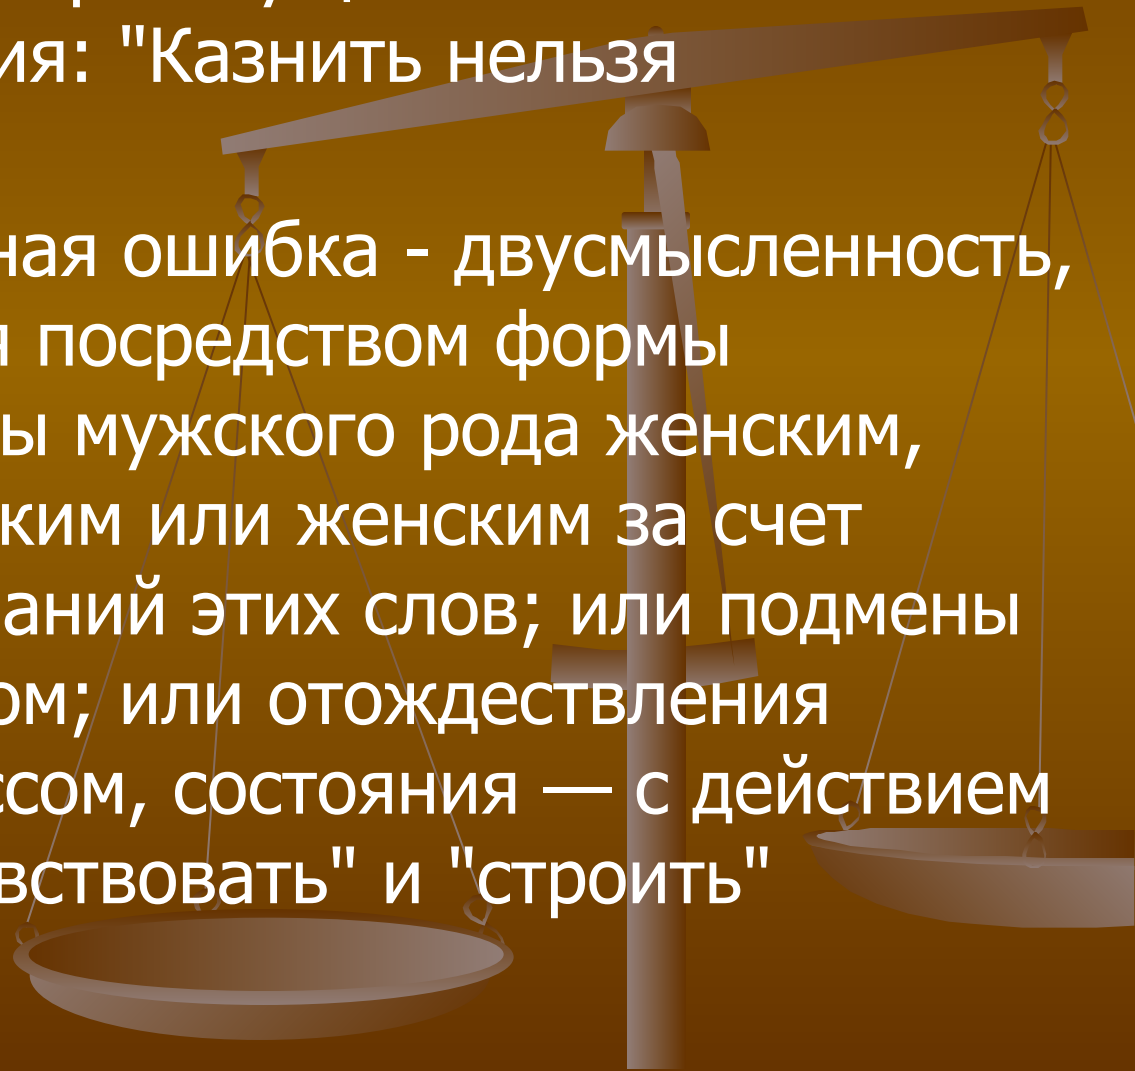 ия: "Казнить нельзя
ная ошибка - двусмысленность,
я посредством формы
ы мужского рода женским,
ким или женским за счет
аний этих слов; или подмены
ом; или отождествления
ссом, состояния — с действием
вствовать" и "строить"